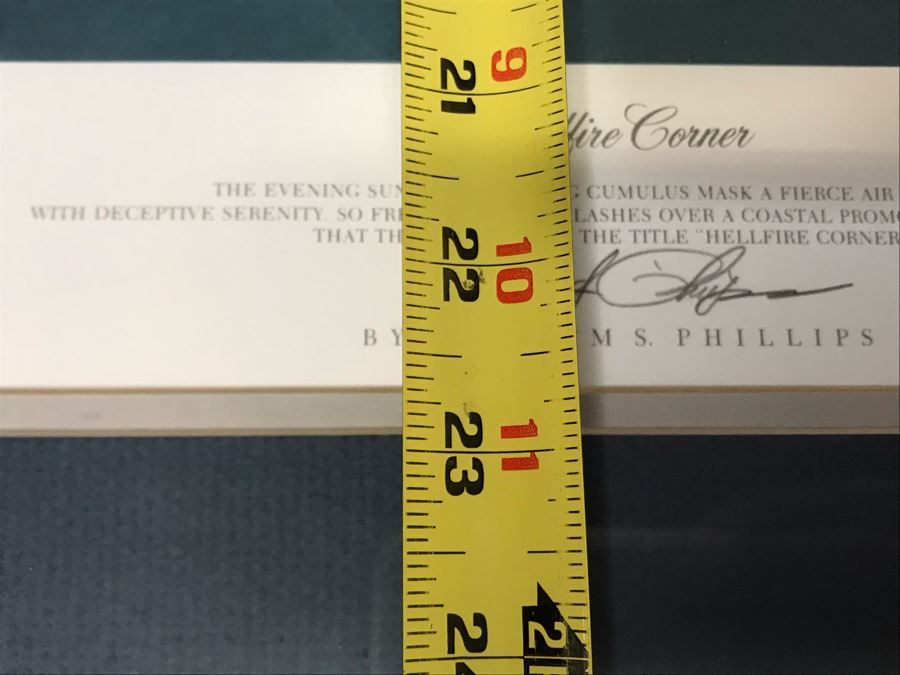 9
21
fire Corner
THE EVENING SUN CUMULUS MASK A FIERCE AIR
WITH DECEPTIVE SERENITY. SO FRE LASHES OVER A COASTAL PROMO
THAT TH THE TITLE "HELLFIRE CORNER
10
22
BY M S. PHILLIPS
11
23
24